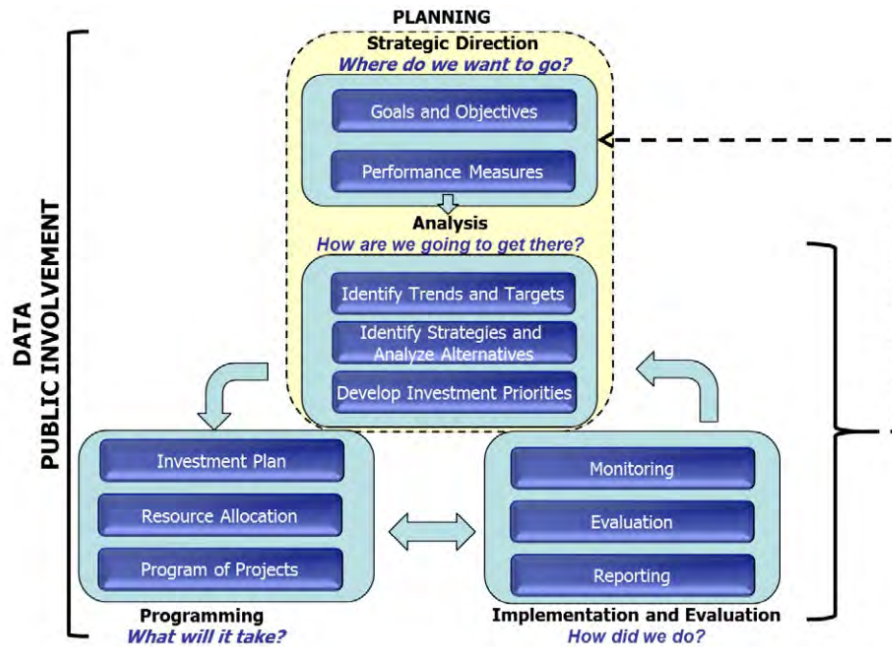 PLANNING
Strategic Direction
Where do we want to go?
Goals and Objectives
Performance Measures
Analysis
How are we going to get there?
Identify Trends and Targets
Identify Strategies and
Analyze Alternatives
Develop Investment Priorities
DATA
PUBLIC INVOLVEMENT
Investment Plan
Resource Allocation
Program of Projects
Programming
What will it take?
Monitoring
Evaluation
Reporting
Implementation and Evaluation
How did we do?